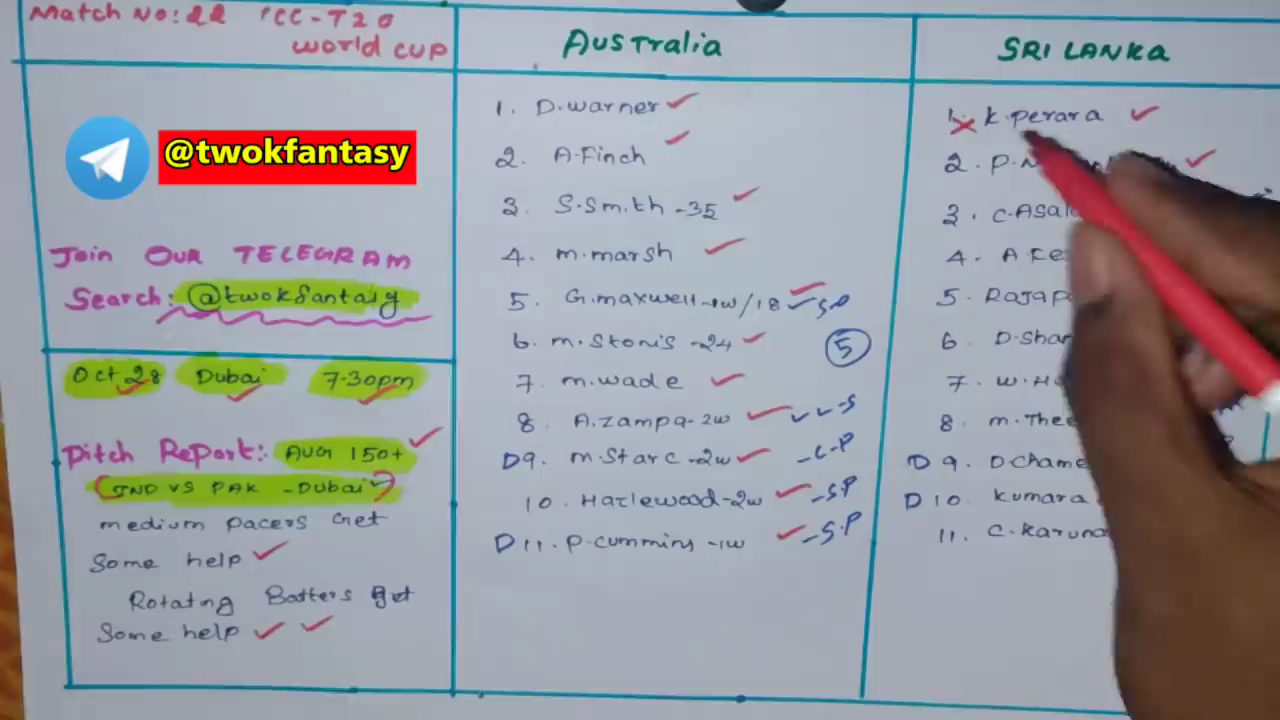 Match No: 22 ICC-T20
World CUP
@twokfantasy
Join OUR TELEGRAM
Search: @twokfantasy
Oct 28 Dubai 7.30pm
Pitch Report: AVG 150+
(IND VS PAK - Dubai)
medium pacers Get
Some help
Rotating Batters get
Some help
AUSTRalia
1. D.warner
2. A.Finch
3. S.Smith - 35
4. m.marsh
5. G.maxwell - 1w/18 SP
6. m.Stonis - 24
5
7. m.wade
8 A.zampa - 2w L-S
D9. m.Starc - 2w - L-P
10. Hazlewood - 2w - SP
D11. P.cummins - 1w - S.P
SRI LANKA
1. K.perara
2. P.
3. C.Asal
4. A
5. Rajap
6 D.Shan
7. W.H
8. m.Thee
D 9. D.Chame
D 10. Kumara
11. C.Karuna